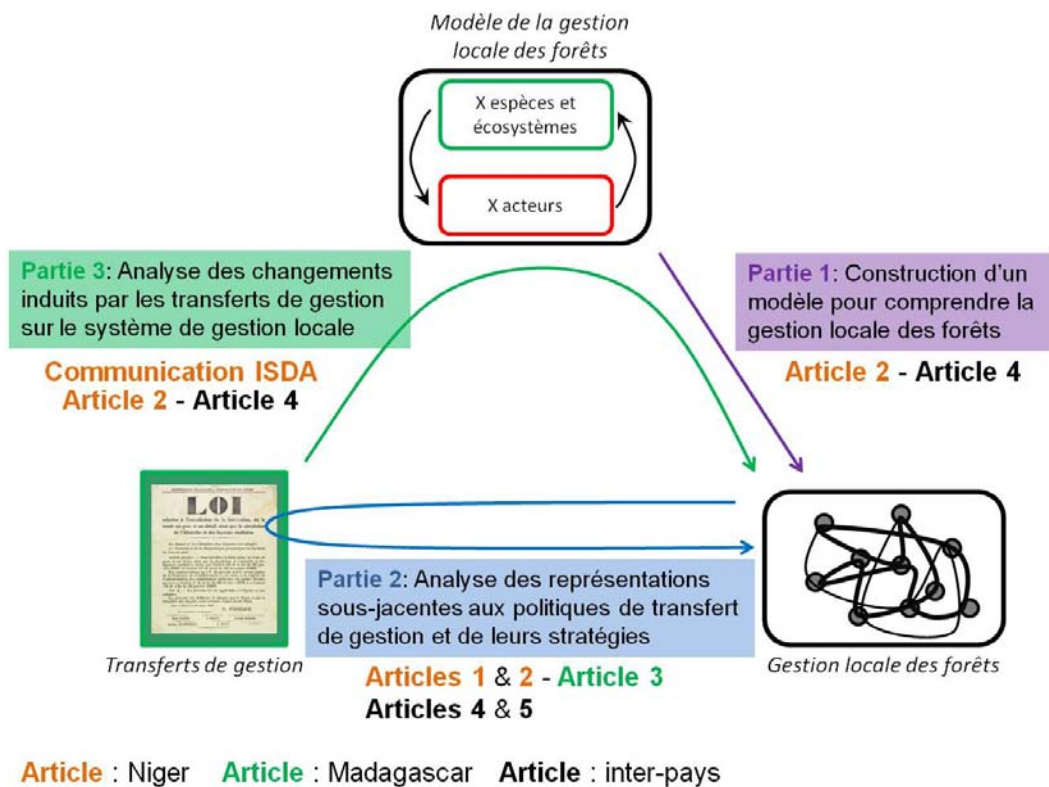 Modèle de la gestion
locale des forêts
X espèces et
écosystèmes
X acteurs
Partie 3: Analyse des changements
induits par les transferts de gestion
sur le système de gestion locale
Communication ISDA
Article 2 - Article 4
Partie 1: Construction d'un
modèle pour comprendre la
gestion locale des forêts
Article 2 - Article 4
LOI
Transferts de gestion
Partie 2: Analyse des représentations
sous-jacentes aux politiques de transfert
de gestion et de leurs stratégies
Articles 1 & 2 - Article 3
Articles 4 & 5
Gestion locale des forêts
Article : Niger Article : Madagascar Article : inter-pays